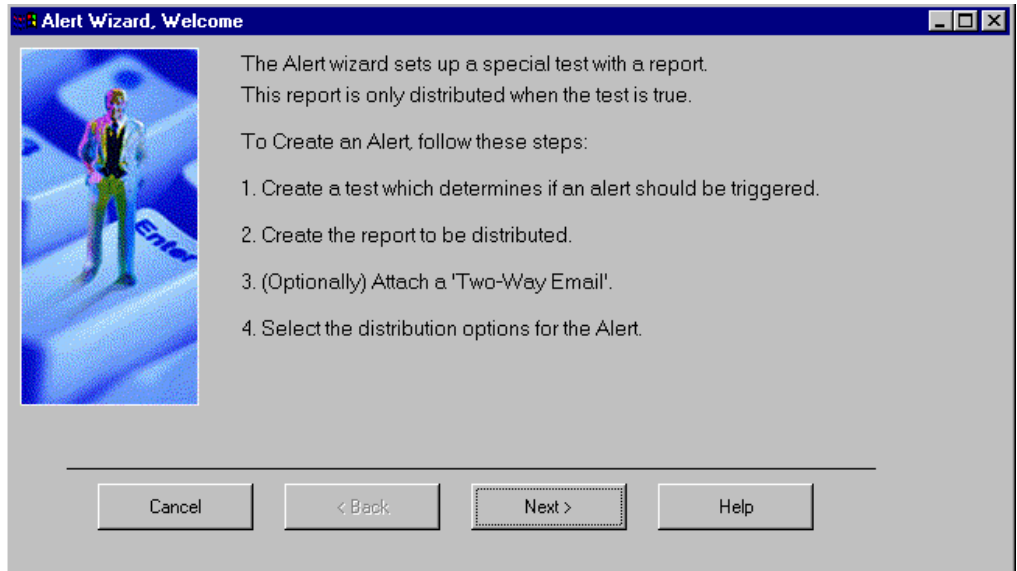 Alert Wizard, Welcome
The Alert wizard sets up a special test with a report.
This report is only distributed when the test is true.
To Create an Alert, follow these steps:
1. Create a test which determines if an alert should be triggered.
2. Create the report to be distributed.
Enter
3. (Optionally) Attach a 'Two-Way Email'.
4. Select the distribution options for the Alert.
Cancel
< Back
Next >
Help